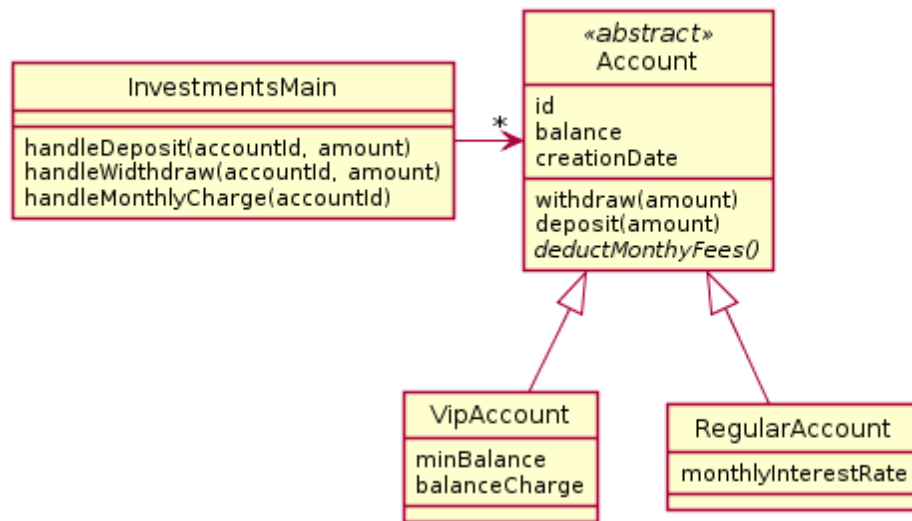 InvestmentsMain
handleDeposit(accountId, amount)
handleWidthdraw(accountId, amount)
handleMonthlyCharge(accountId)
*
«abstract»
Account
id
balance
creationDate
withdraw(amount)
deposit(amount)
deductMonthyFees()
VipAccount
minBalance
balanceCharge
RegularAccount
monthlyInterestRate